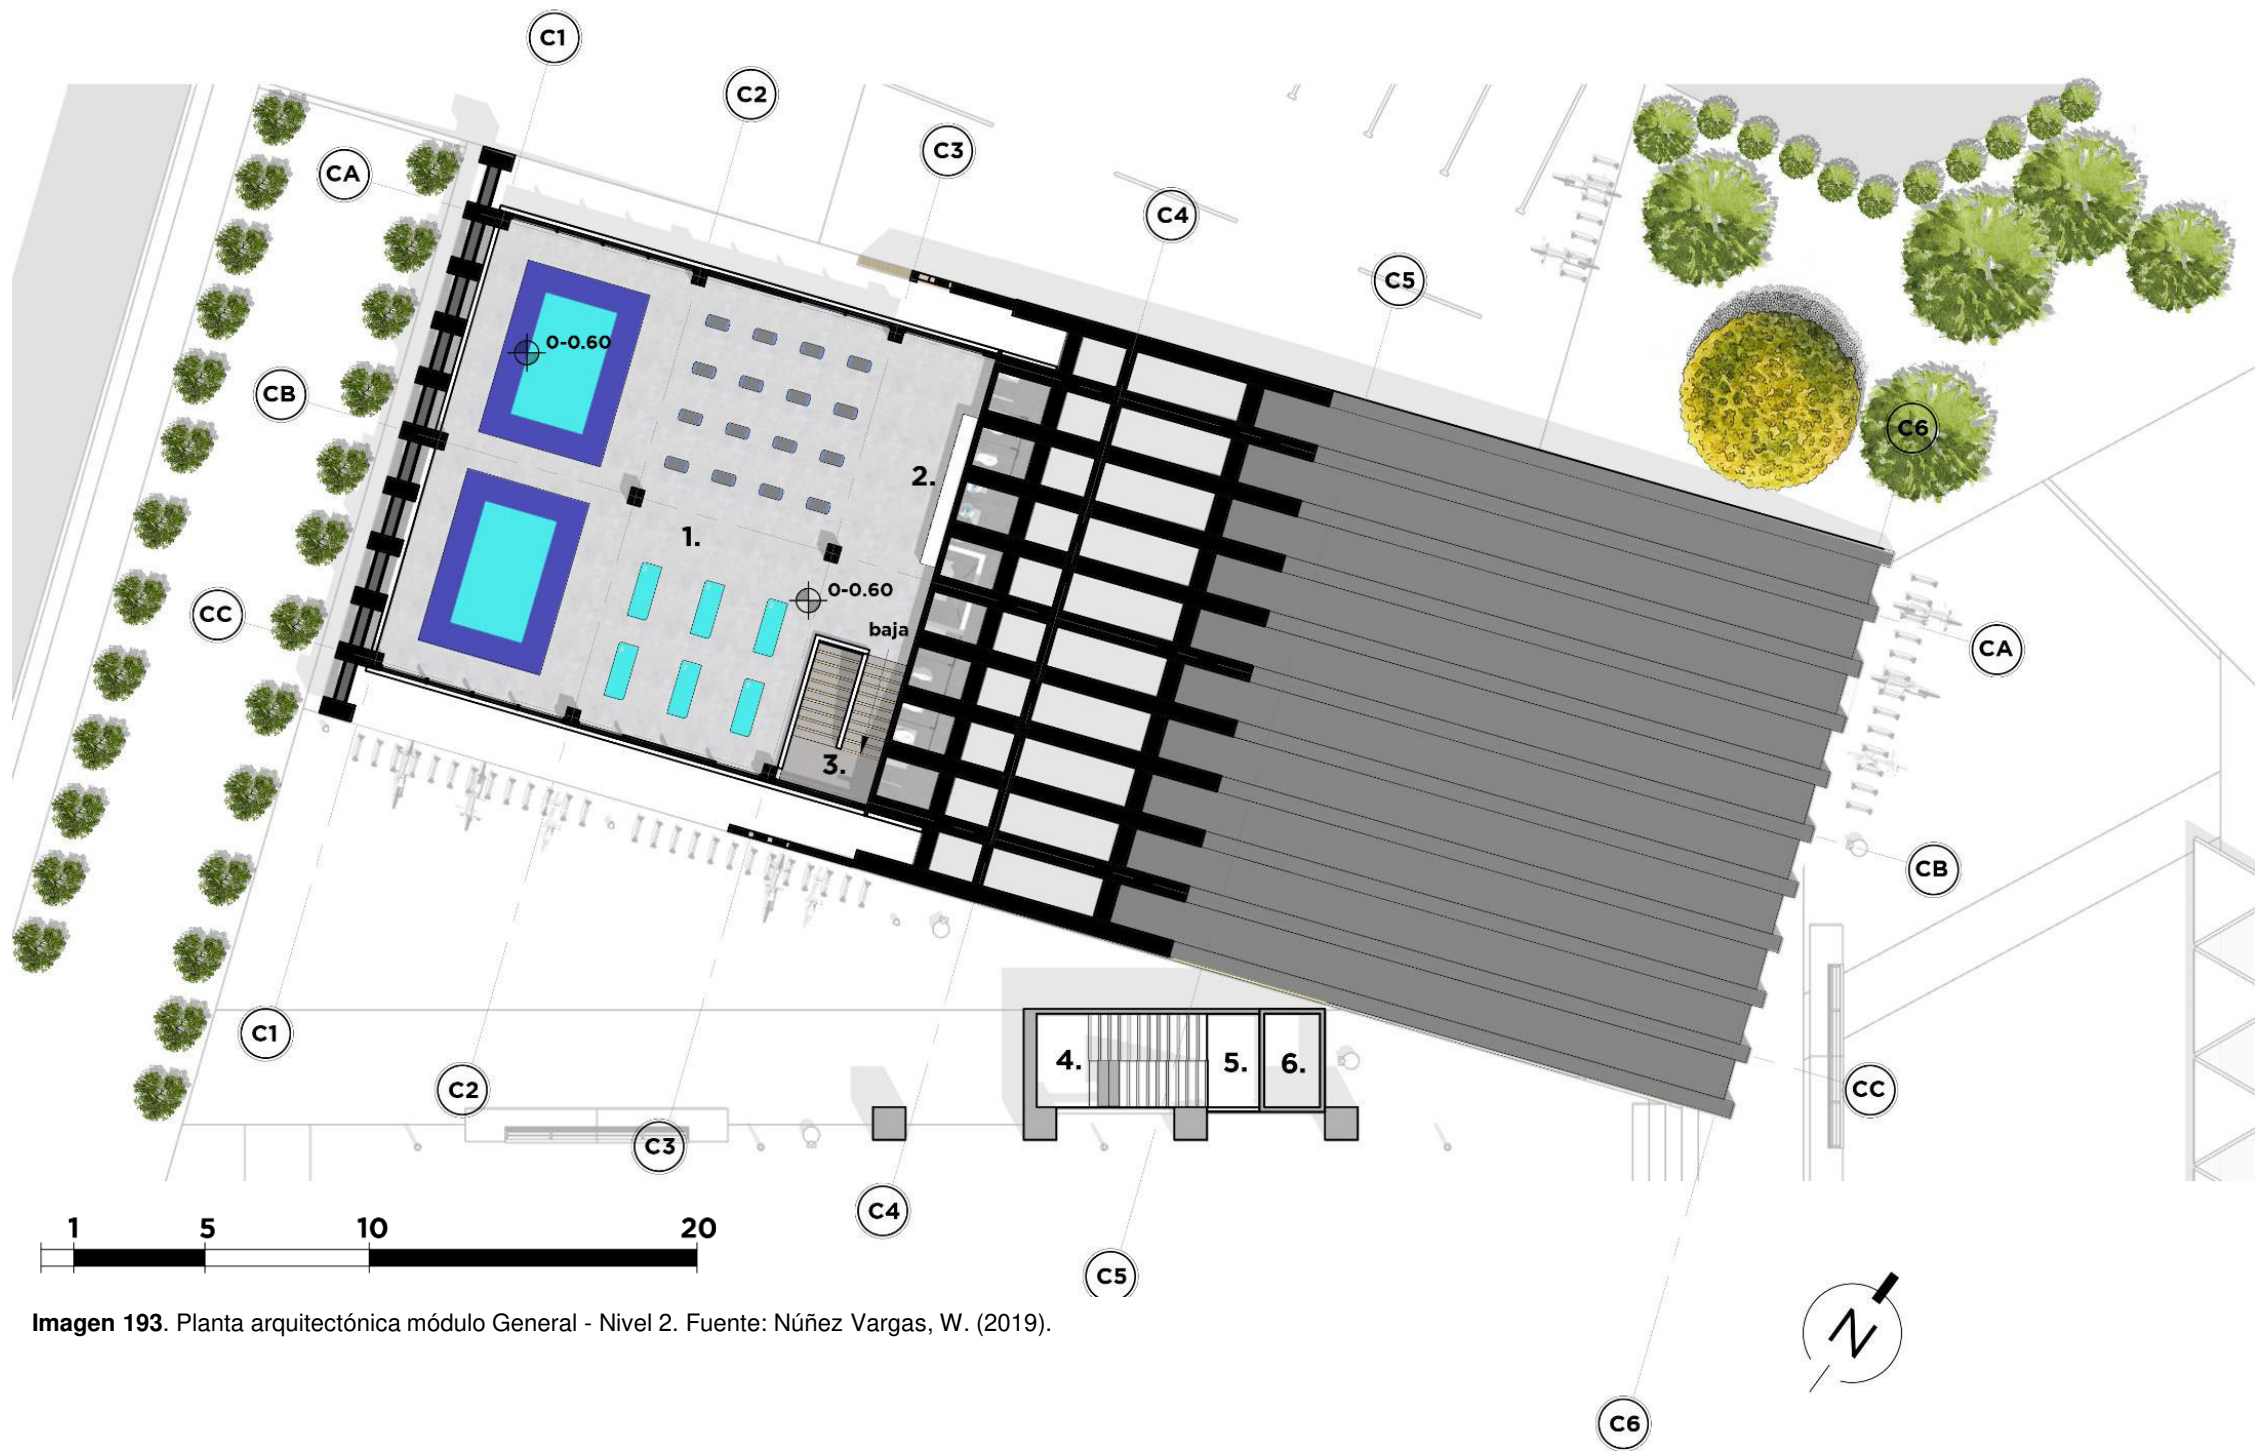 C1
C2
C3
CA
C4
C5
0-0.60
CB
C6
2.
1.
0-0.60
CC
baja
CA
3.
CB
C1
4.
5.
6.
C2
CC
C3
C4
1 5 10 20
C5
Imagen 193. Planta arquitectónica módulo General - Nivel 2. Fuente: Núñez Vargas, W. (2019).
N
C6